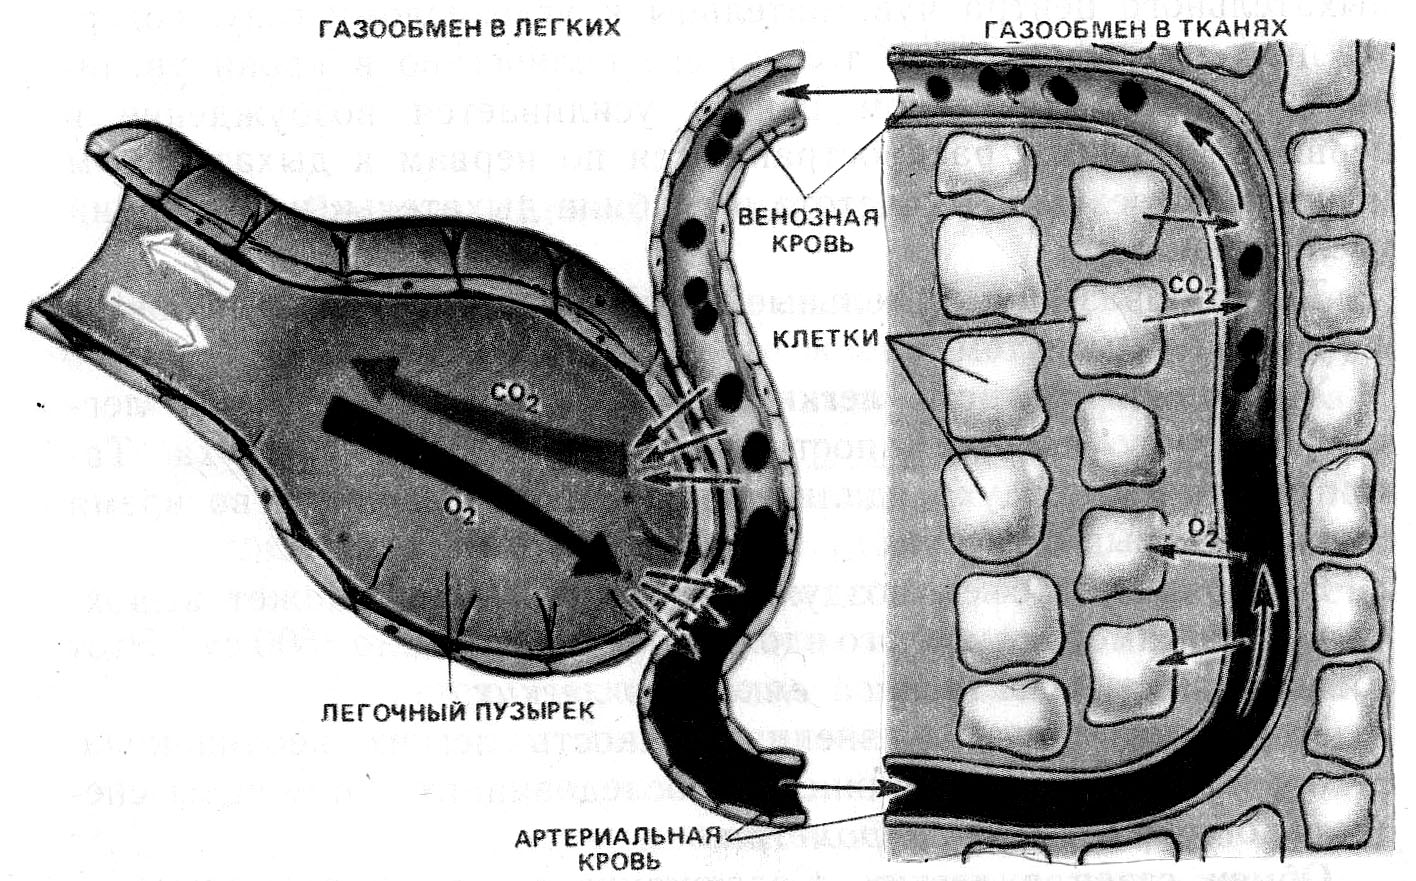 ГАЗООБМЕН В ЛЕГКИХ
ГАЗООБМЕН В ТКАНЯХ
ВЕНОЗНАЯ
КРОВЬ
CO2
КЛЕТКИ
CO2
O2
O2
ЛЕГОЧНЫЙ ПУЗЫРЕК
АРТЕРИАЛЬНАЯ
КРОВЬ